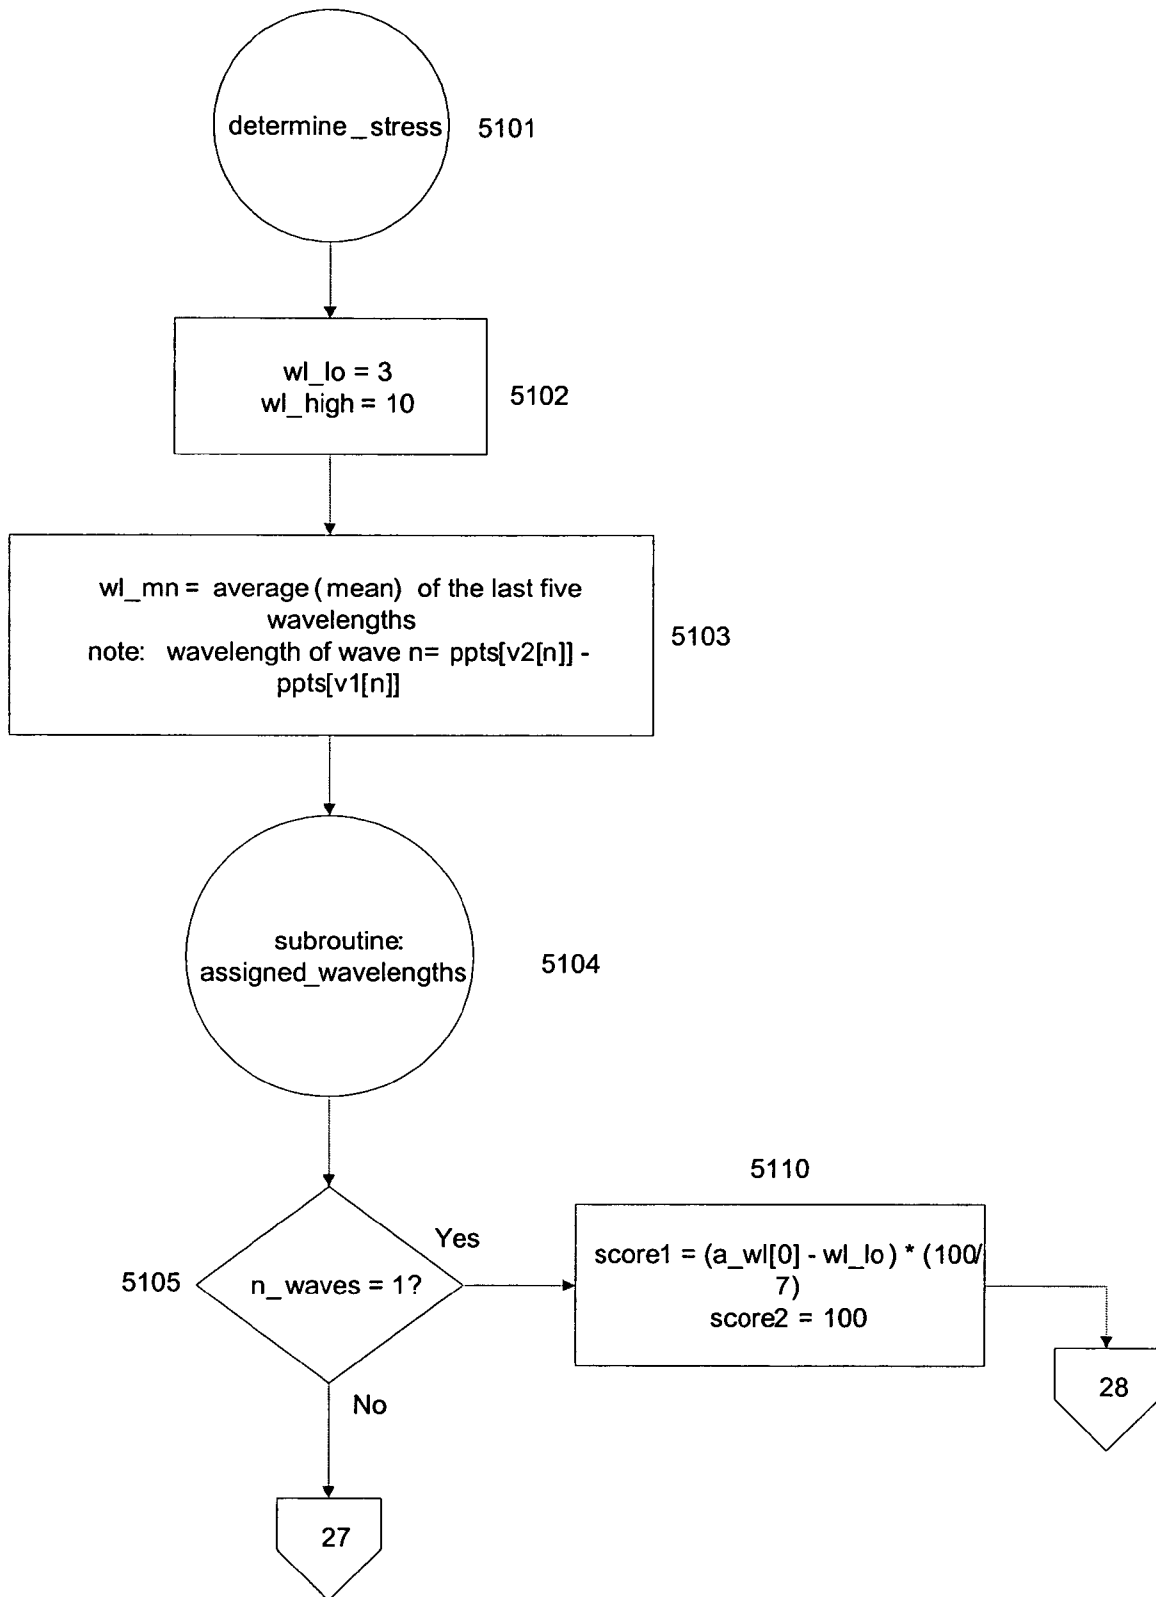 determine_stress
5101
wl_lo = 3
wl_high = 10
5102
wl_mn = average (mean) of the last five
wavelengths
note: wavelength of wave n= ppts[v2[n]] -
ppts[v1[n]]
5103
subroutine:
assigned_wavelengths
5104
5105
n_waves = 1?
Yes
No
5110
score1 = (a_wl[0] - wl_lo) * (100/
7)
score2 = 100
28
27